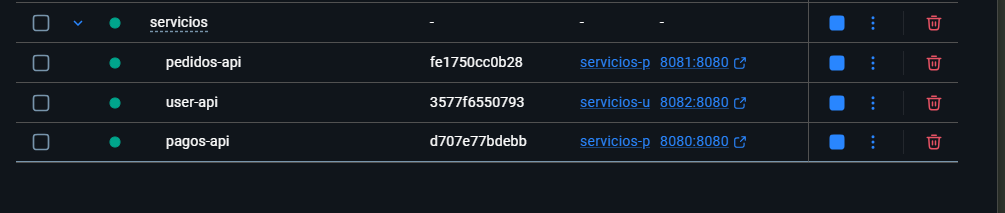 servicios - - -
pedidos-api fe1750cc0b28 servicios-p 8081:8080
user-api 3577f6550793 servicios-u 8082:8080
pagos-api d707e77bdebb servicios-p 8080:8080